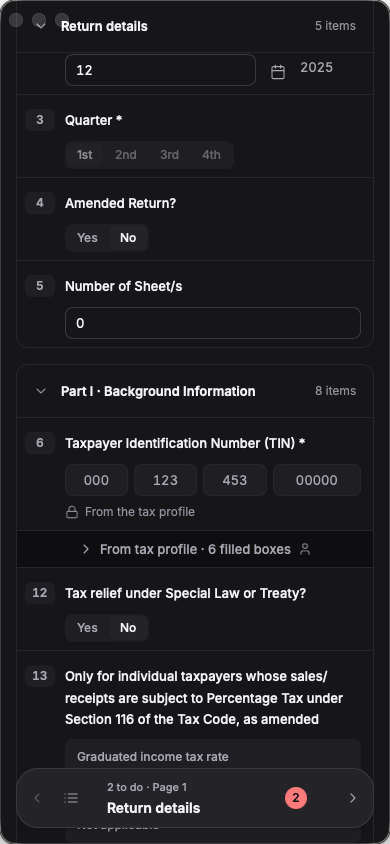 Return details
5 items
12
2025
3
Quarter *
1st
2nd
3rd
4th
4
Amended Return?
Yes
No
5
Number of Sheet/s
0
Part I · Background Information
8 items
6
Taxpayer Identification Number (TIN) *
000
123
453
00000
From the tax profile
From tax profile · 6 filled boxes
12
Tax relief under Special Law or Treaty?
Yes
No
13
Only for individual taxpayers whose sales/
receipts are subject to Percentage Tax under
Section 116 of the Tax Code, as amended
Graduated income tax rate
2 to do · Page 1
Return details
2
Not applicable